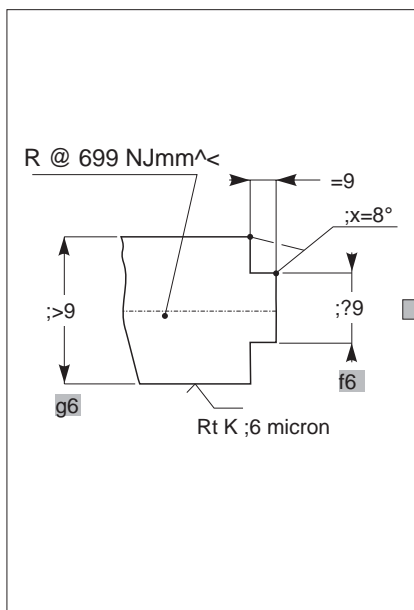 R @ 699 NJmm^<
=9
;x=8°
;>9
;?9
f6
g6
Rt K ;6 micron